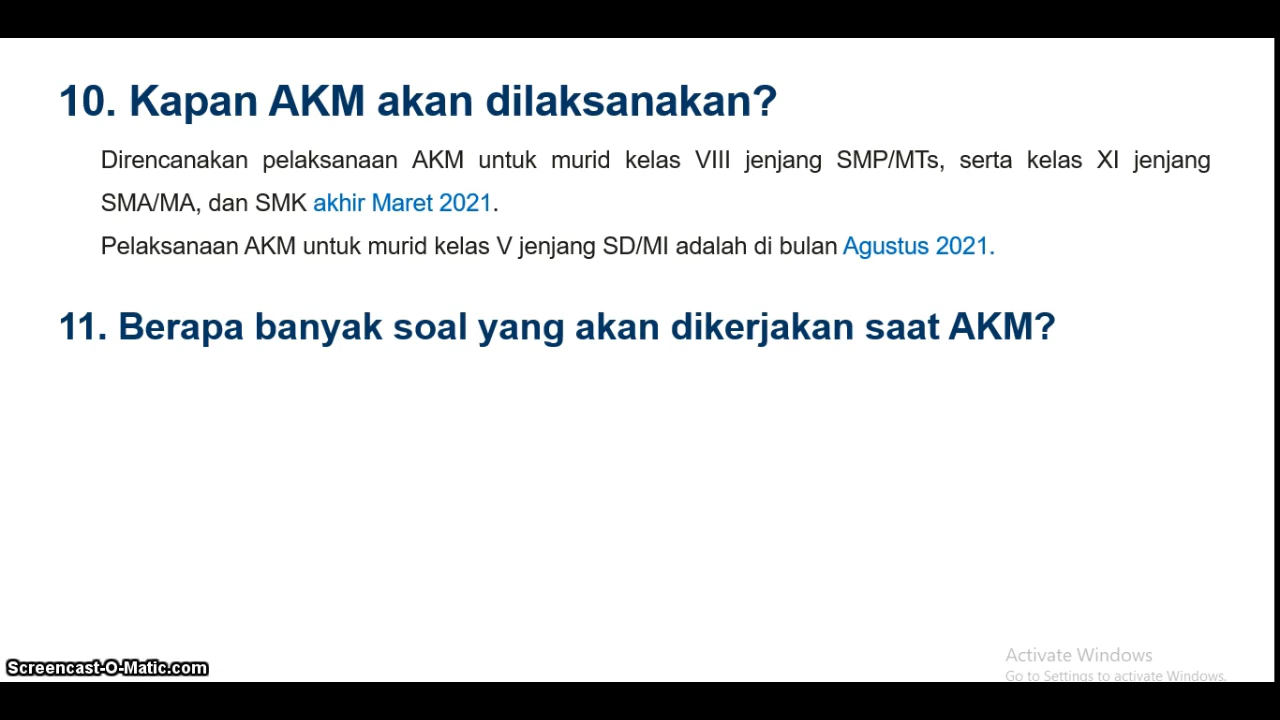 10. Kapan AKM akan dilaksanakan?
Direncanakan pelaksanaan AKM untuk murid kelas VIII jenjang SMP/MTs, serta kelas XI jenjang
SMA/MA, dan SMK akhir Maret 2021.
Pelaksanaan AKM untuk murid kelas V jenjang SD/MI adalah di bulan Agustus 2021.
11. Berapa banyak soal yang akan dikerjakan saat AKM?
Activate Windows
Go to Settings to activate Windows.
Screencast-O-Matic.com